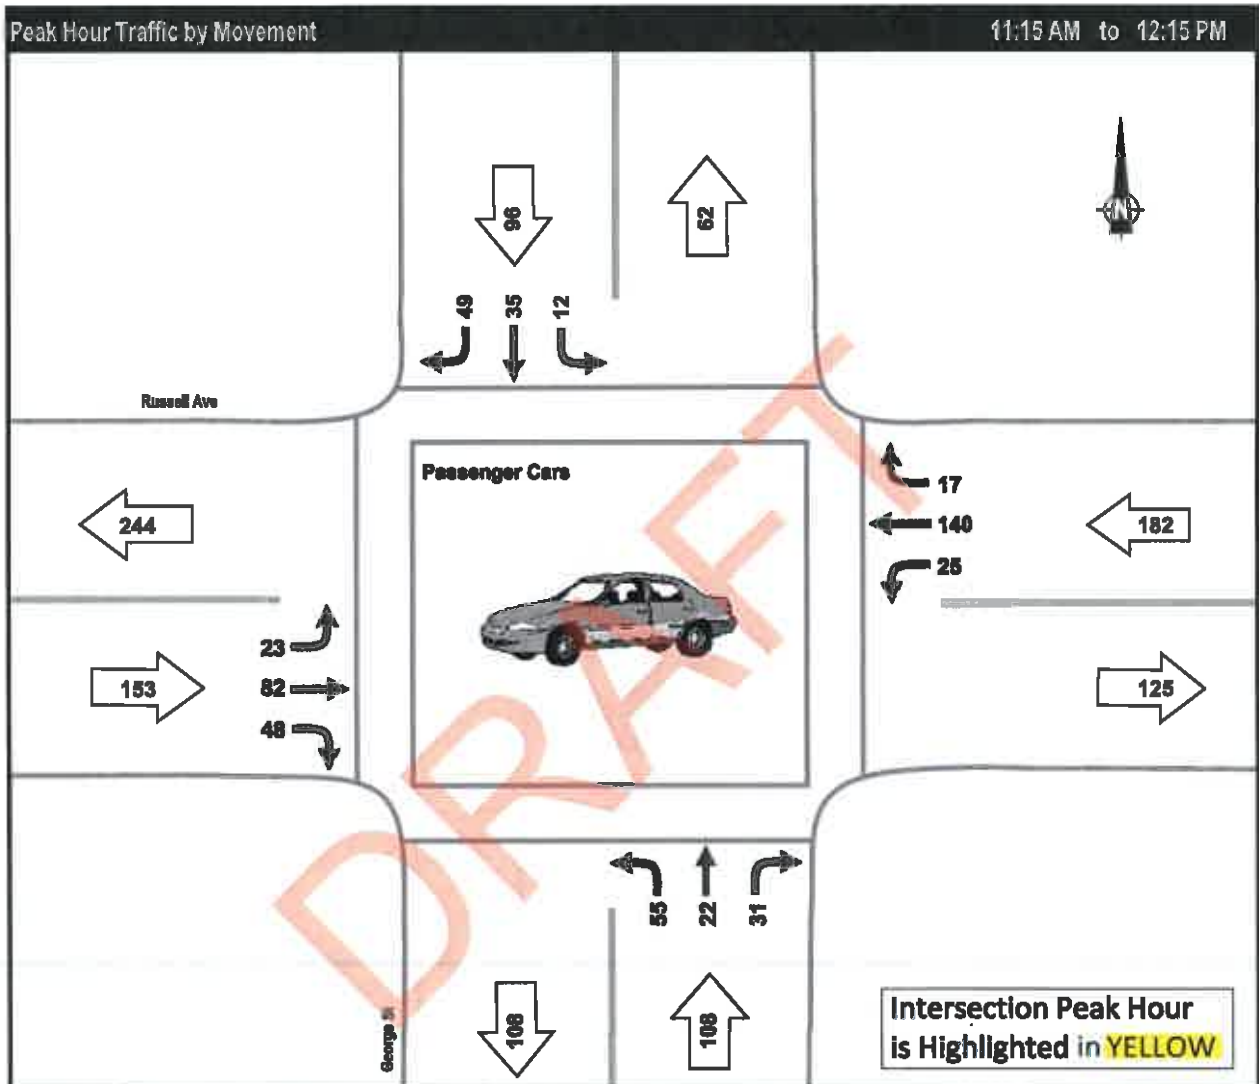 Peak Hour Traffic by Movement
11:15 AM to 12:15 PM
96
62
49
35
12
Russell Ave
Passenger Cars
17
244
140
182
25
23
153
82
125
48
DRAFT
55
22
31
George St
108
108
Intersection Peak Hour
is Highlighted in YELLOW